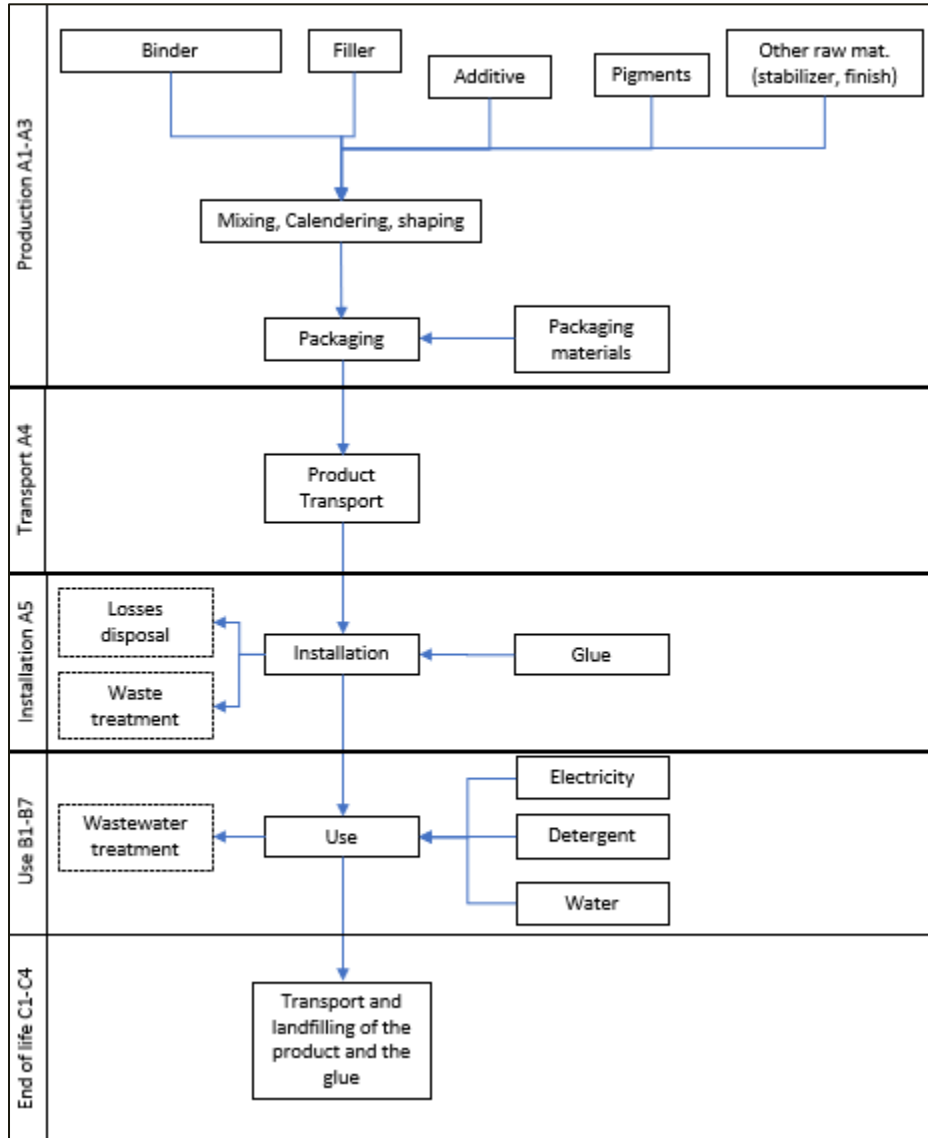 Production A1-A3
Binder
Filler
Additive
Pigments
Other raw mat.
(stabilizer, finish)
Mixing, Calendering, shaping
Packaging
Packaging
materials
Transport A4
Product
Transport
Installation A5
Losses
disposal
Waste
treatment
Installation
Glue
Use B1-B7
Wastewater
treatment
Use
Electricity
Detergent
Water
End of life C1-C4
Transport and
landfilling of the
product and the
glue